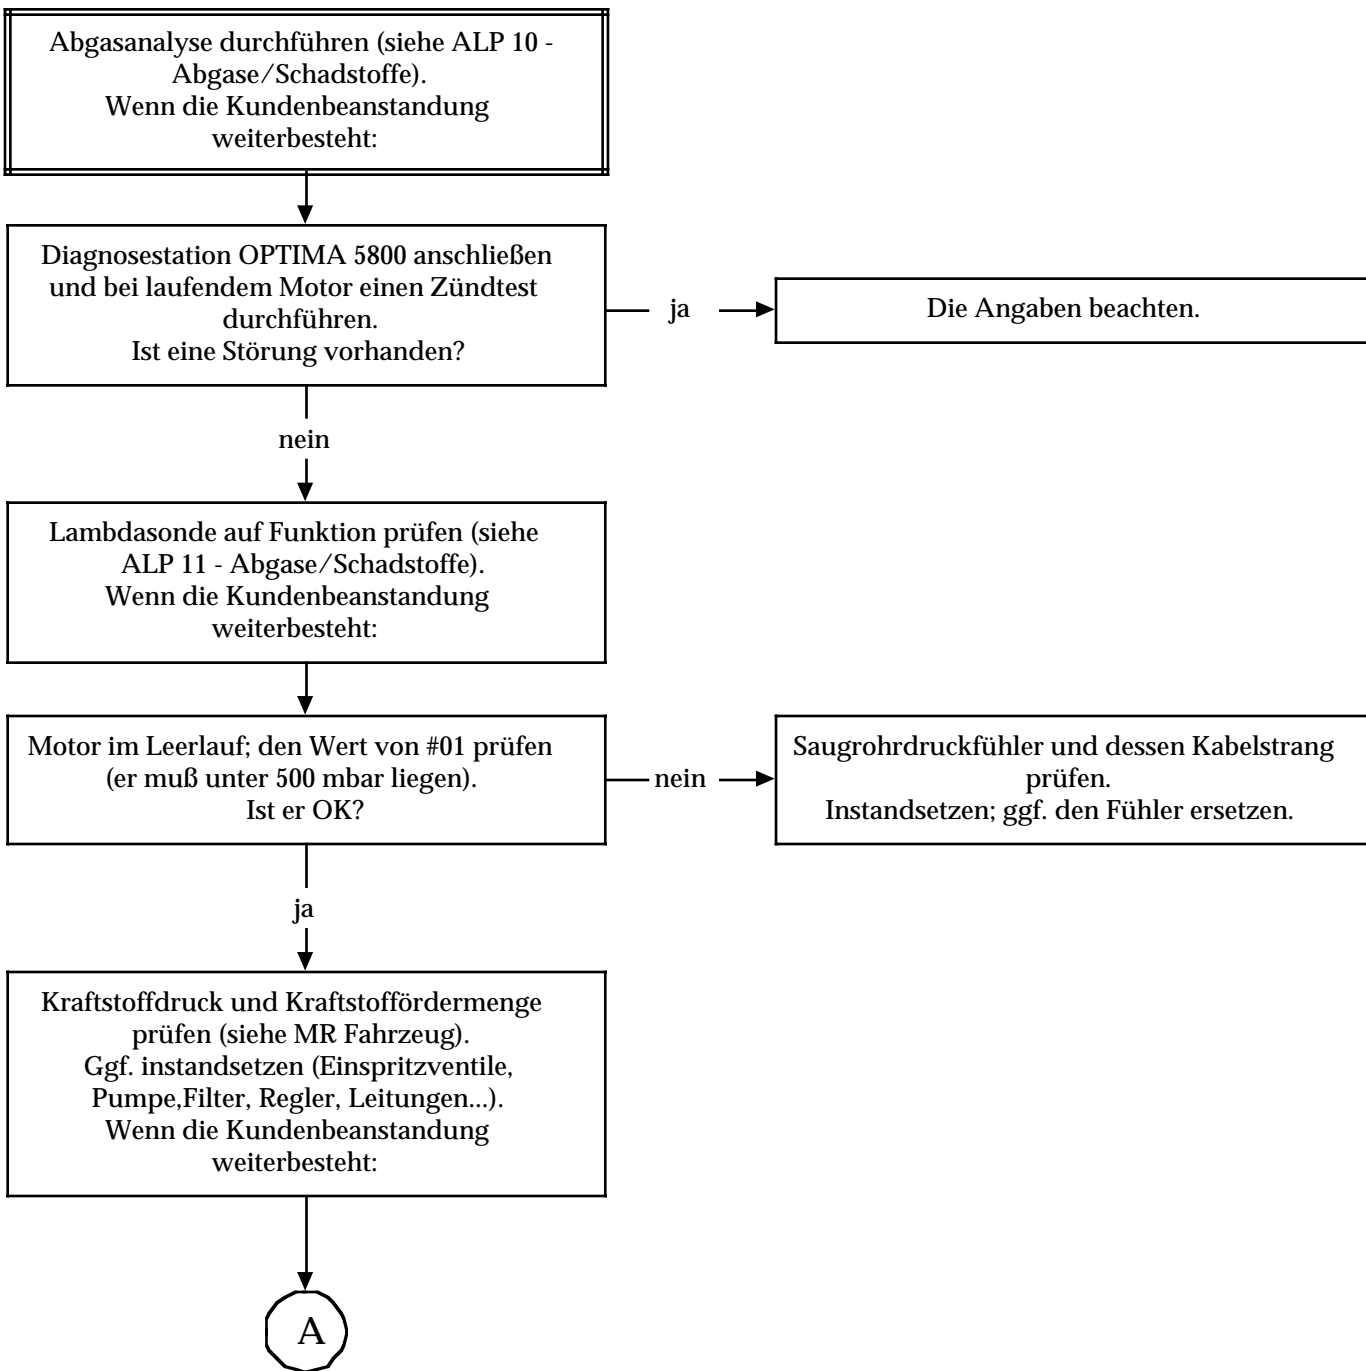 Abgasanalyse durchführen (siehe ALP 10 -
Abgase/Schadstoffe).
Wenn die Kundenbeanstandung
weiterbesteht:
Diagnosestation OPTIMA 5800 anschließen
und bei laufendem Motor einen Zündtest
durchführen.
Ist eine Störung vorhanden?
ja
Die Angaben beachten.
nein
Lambdasonde auf Funktion prüfen (siehe
ALP 11 - Abgase/Schadstoffe).
Wenn die Kundenbeanstandung
weiterbesteht:
Motor im Leerlauf; den Wert von #01 prüfen
(er muß unter 500 mbar liegen).
Ist er OK?
nein
Saugrohrdruckfühler und dessen Kabelstrang
prüfen.
Instandsetzen; ggf. den Fühler ersetzen.
ja
Kraftstoffdruck und Kraftstoffördermenge
prüfen (siehe MR Fahrzeug).
Ggf. instandsetzen (Einspritzventile,
Pumpe,Filter, Regler, Leitungen...).
Wenn die Kundenbeanstandung
weiterbesteht:
A